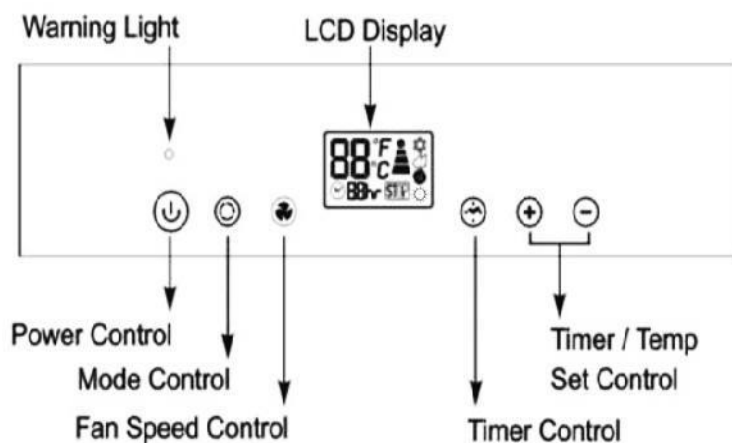 Warning Light
LCD Display
88°F
°C
88hr
Power Control
Mode Control
Fan Speed Control
Timer / Temp
Set Control
Timer Control